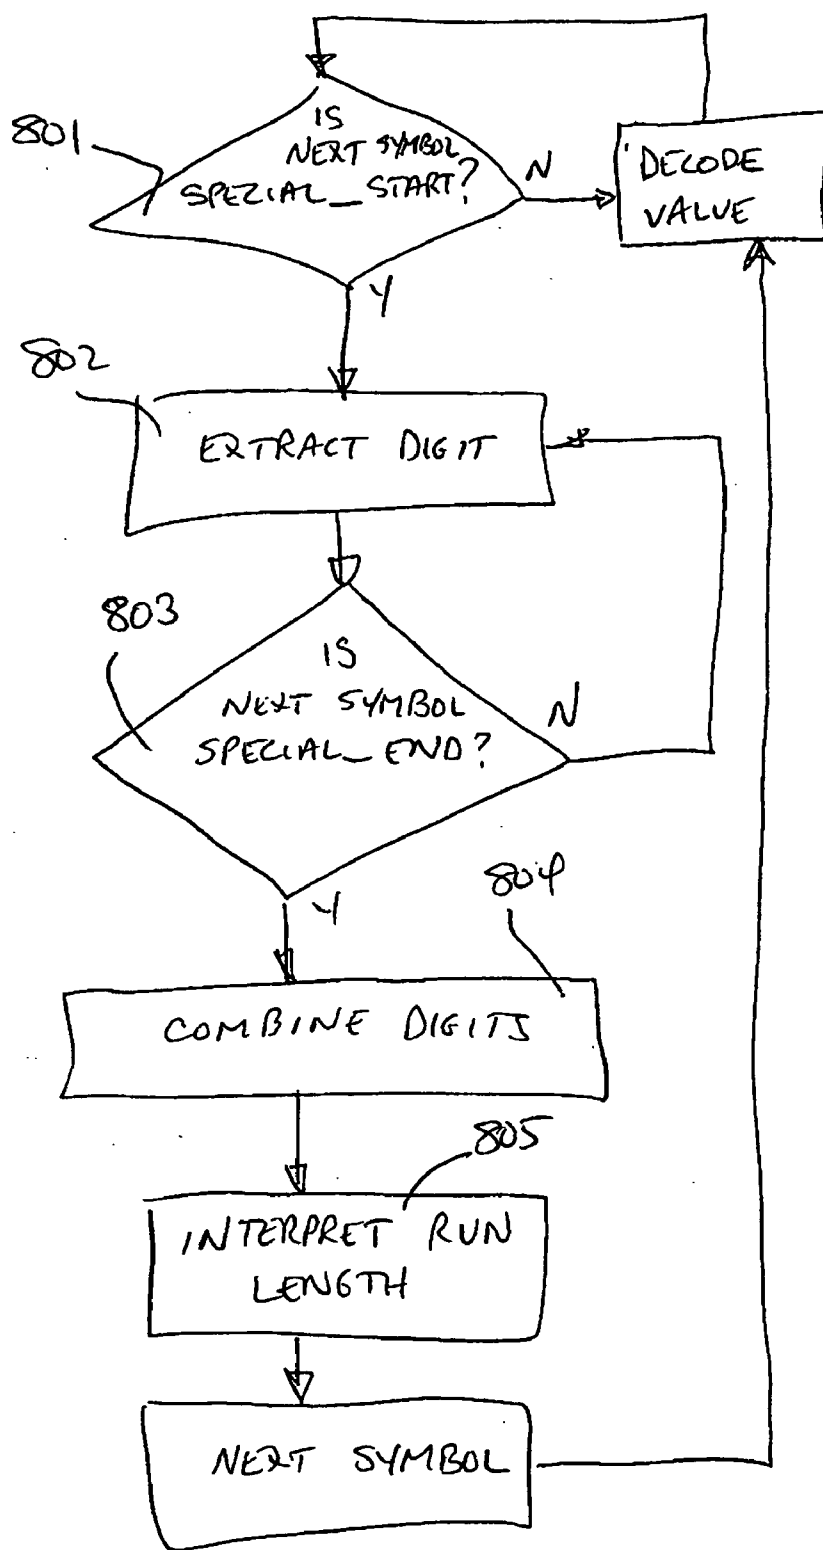 801
IS
NEXT SYMBOL
SPECIAL_START?
N
DECODE
VALUE
Y
802
EXTRACT DIGIT
803
IS
NEXT SYMBOL
SPECIAL_END?
N
Y
804
COMBINE DIGITS
805
INTERPRET RUN
LENGTH
NEXT SYMBOL